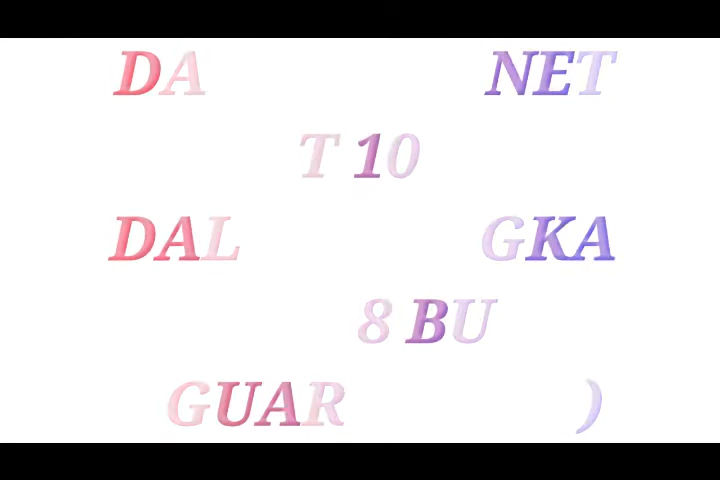 DA NET
T 10
DAL GKA
8 BU
GUAR )